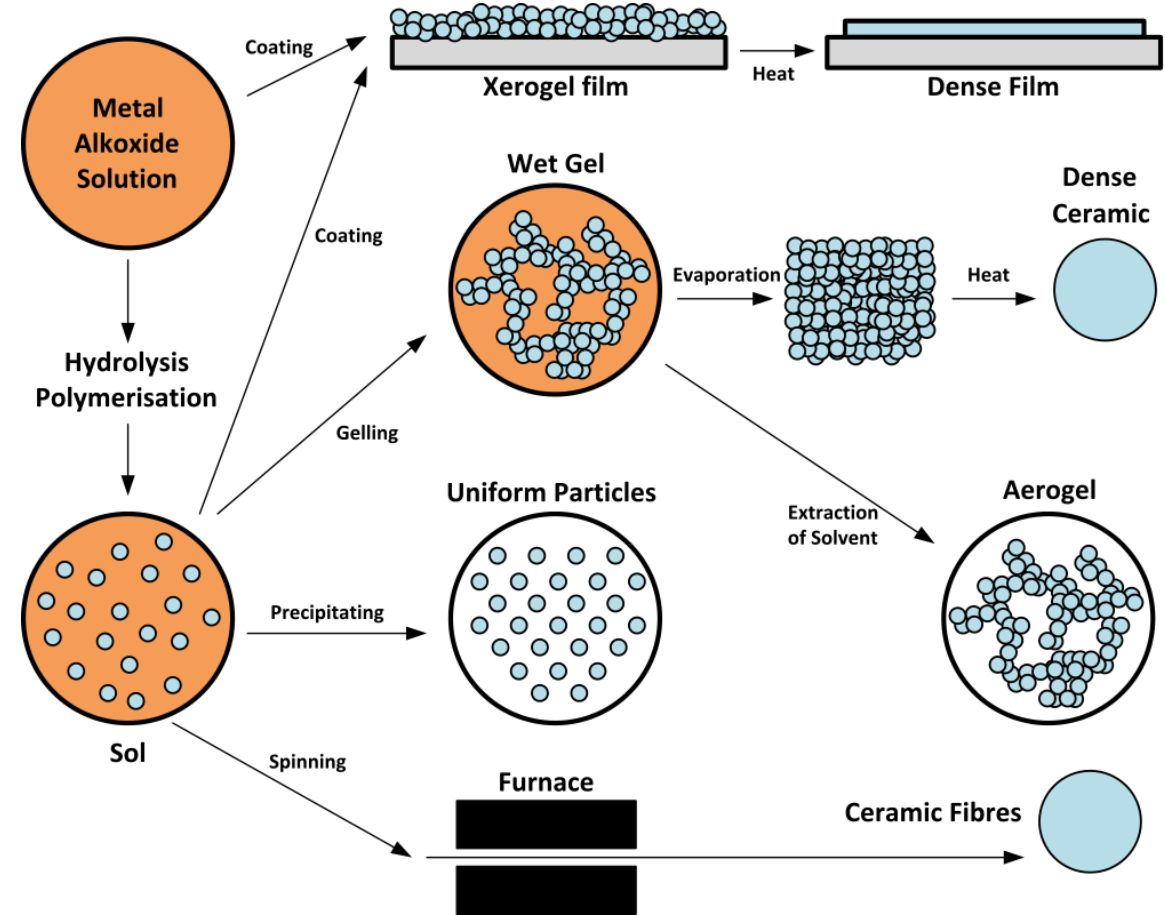 Coating
Xerogel film
Heat
Dense Film
Metal
Alkoxide
Solution
Coating
Wet Gel
Evaporation
Heat
Dense
Ceramic
Hydrolysis
Polymerisation
Gelling
Extraction
of Solvent
Uniform Particles
Aerogel
Precipitating
Sol
Spinning
Furnace
Ceramic Fibres